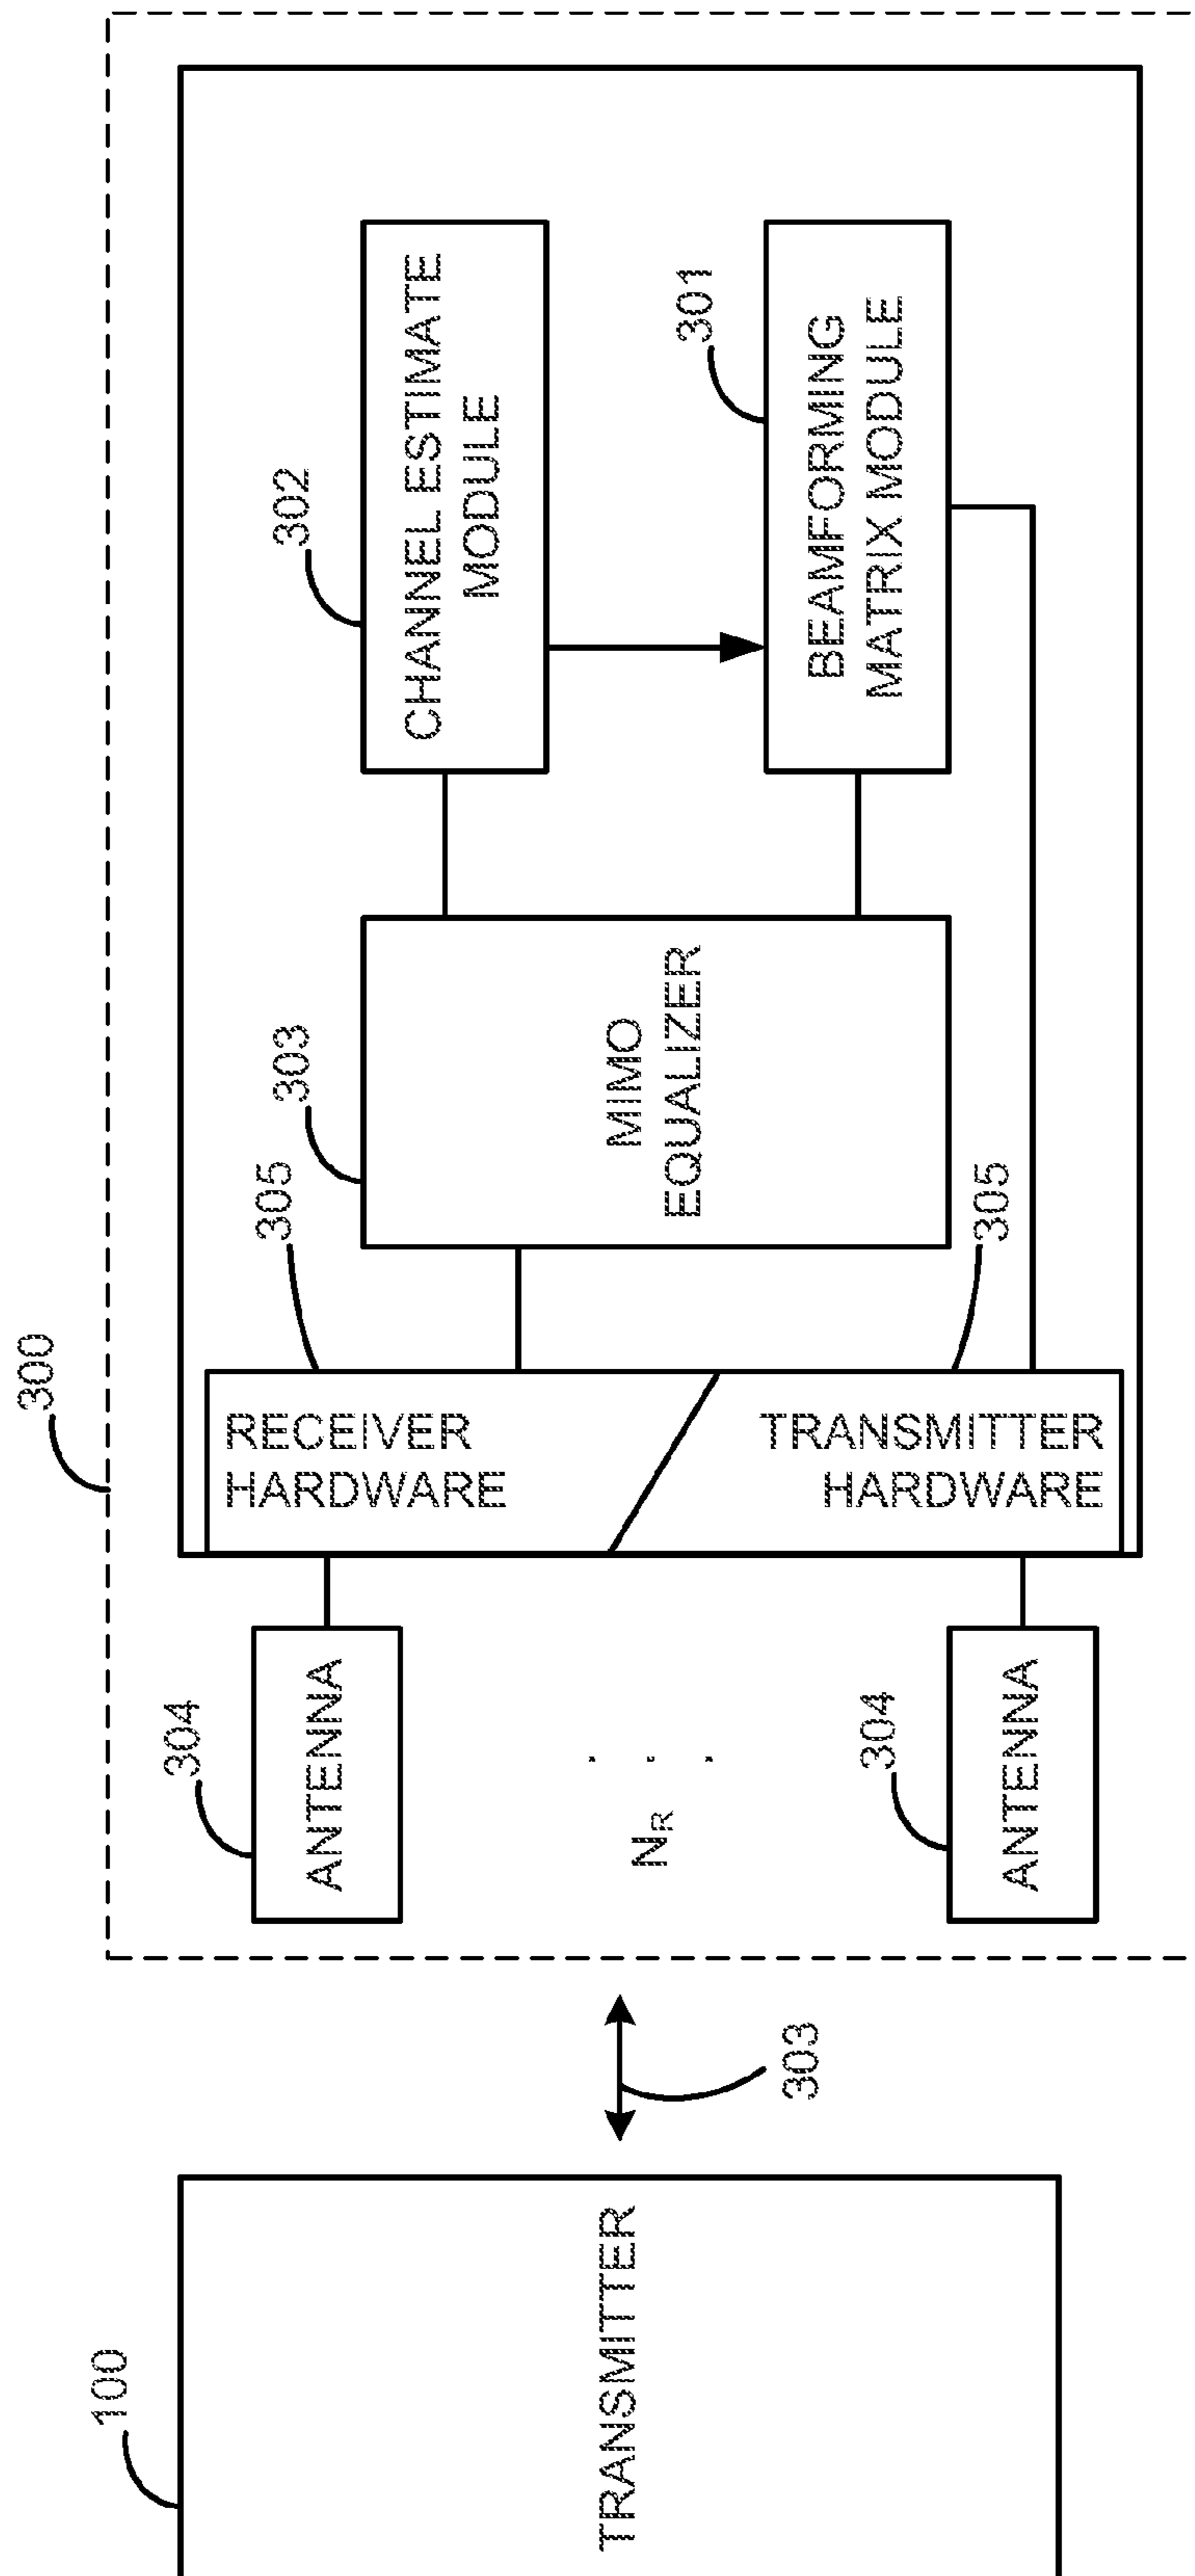 300
302
CHANNEL ESTIMATE
MODULE
301
BEAMFORMING
MATRIX MODULE
303
MIMO
EQUALIZER
305
305
RECEIVER
HARDWARE
TRANSMITTER
HARDWARE
304
ANTENNA
NR
304
ANTENNA
303
100
TRANSMITTER